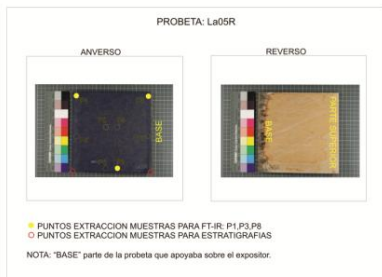 PROBETA: La05R
ANVERSO
REVERSO
BASE
BASE
PARTE SUPERIOR
PUNTOS EXTRACCION MUESTRAS PARA FT-IR: P1,P3,P8
PUNTOS EXTRACCION MUESTRAS PARA ESTRATIGRAFIAS
NOTA: "BASE" parte de la probeta que apoyaba sobre el expositor.